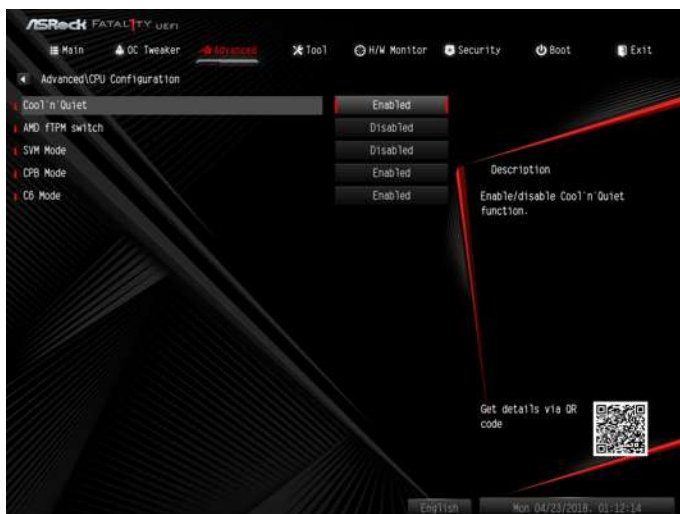 ASRock FATAL1TY UEFI
Main OC Tweaker Advanced Tool H/W Monitor Security Boot Exit
Advanced\CPU Configuration
Cool'n'Quiet Enabled
AMD fTPM switch Disabled
SVM Mode Disabled
CPB Mode Enabled
C6 Mode Enabled
Description
Enable/disable Cool'n'Quiet
function.
Get details via QR
code
English Mon 04/23/2018. 01:12:14